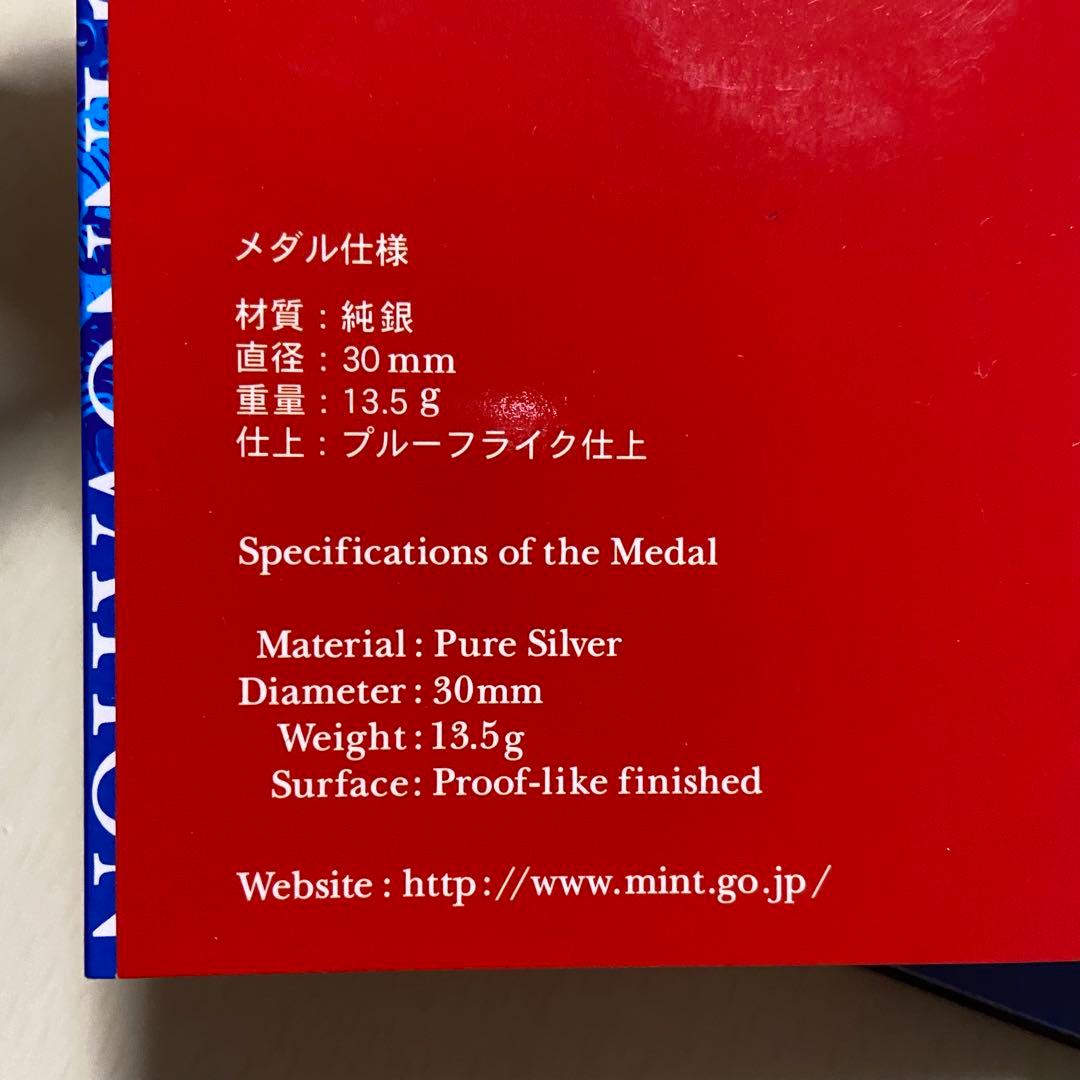 メダル仕様
材質：純銀
直径：30mm
重量：13.5g
仕上：プルーフライク仕上
Specifications of the Medal
Material : Pure Silver
Diameter : 30mm
Weight : 13.5g
Surface : Proof-like finished
Website : http://www.mint.go.jp/